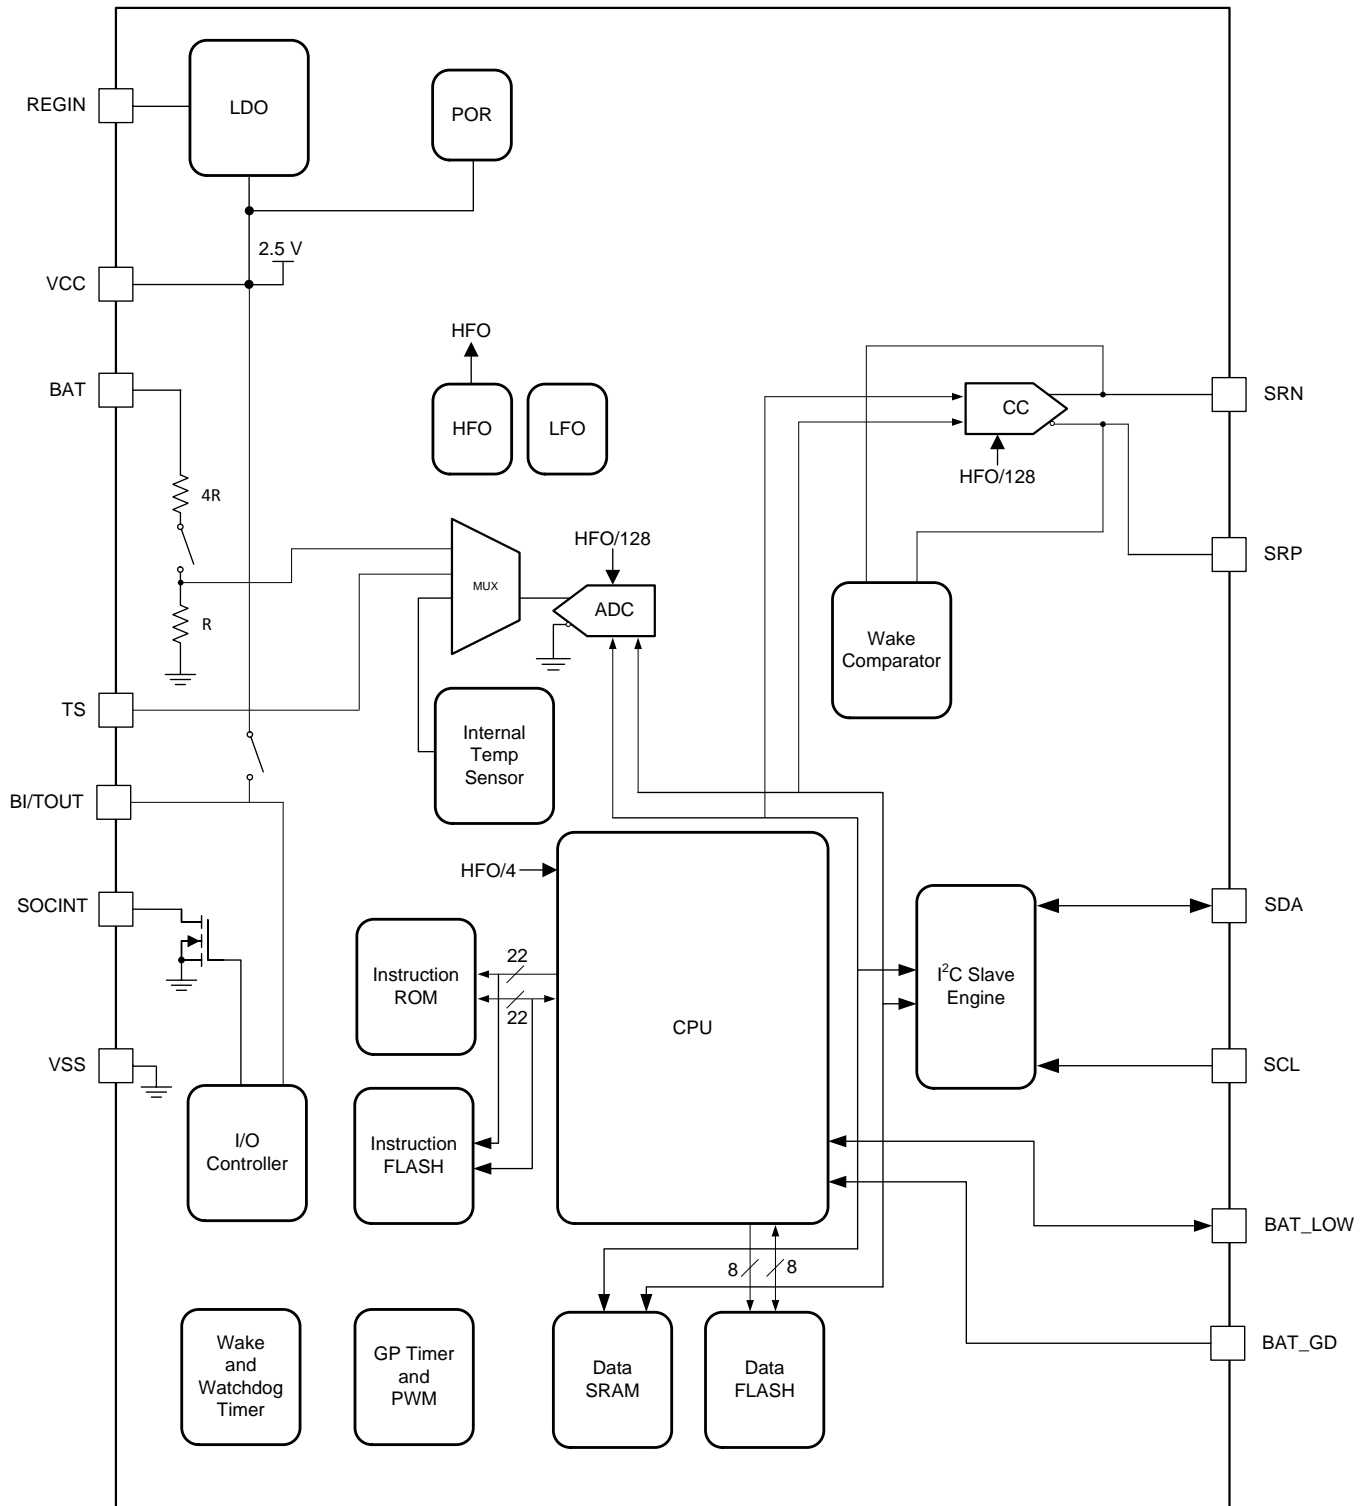 REGIN
LDO
POR
2.5 V
VCC
HFO
BAT
HFO
LFO
CC
SRN
HFO/128
4R
HFO/128
SRP
MUX
ADC
R
Wake
Comparator
TS
Internal
Temp
Sensor
BI/TOUT
HFO/4
SOCINT
SDA
22
Instruction
ROM
I2C Slave
Engine
22
CPU
VSS
SCL
I/O
Controller
Instruction
FLASH
BAT_LOW
8
8
Wake
and
Watchdog
Timer
GP Timer
and
PWM
Data
SRAM
Data
FLASH
BAT_GD